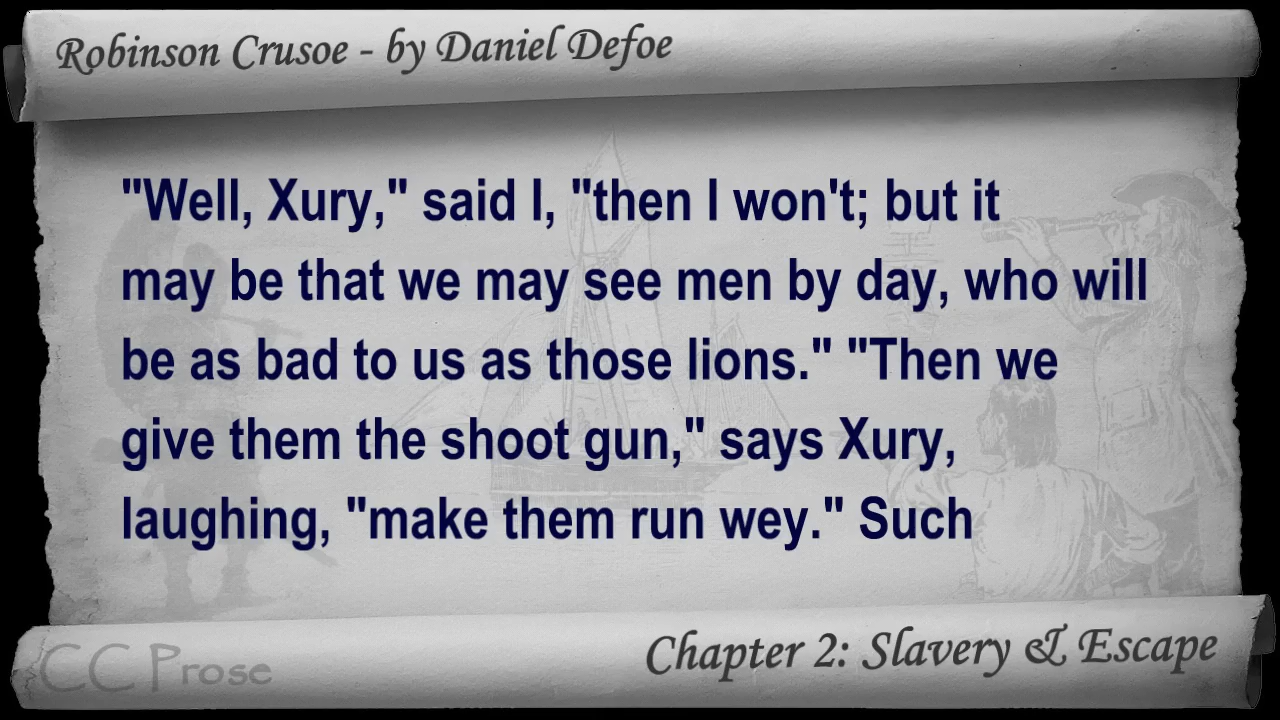 Robinson Crusoe - by Daniel Defoe
"Well, Xury," said I, "then I won't; but it
may be that we may see men by day, who will
be as bad to us as those lions." "Then we
give them the shoot gun," says Xury,
laughing, "make them run wey." Such
Chapter 2: Slavery & Escape
CC Prose